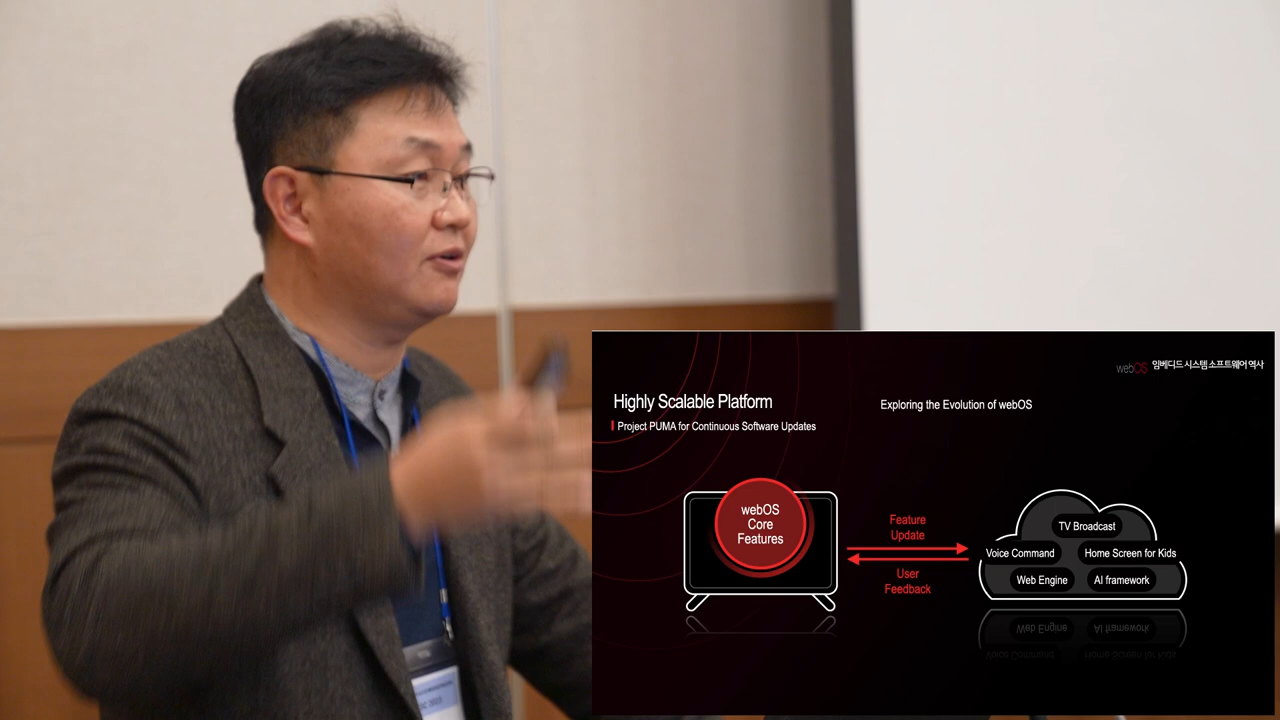 webOS 임베디드 시스템 소프트웨어 역사
Highly Scalable Platform
Exploring the Evolution of webOS
Project PUMA for Continuous Software Updates
webOS
Core
Features
Feature
Update
User
Feedback
TV Broadcast
Voice Command
Home Screen for Kids
Web Engine
AI framework